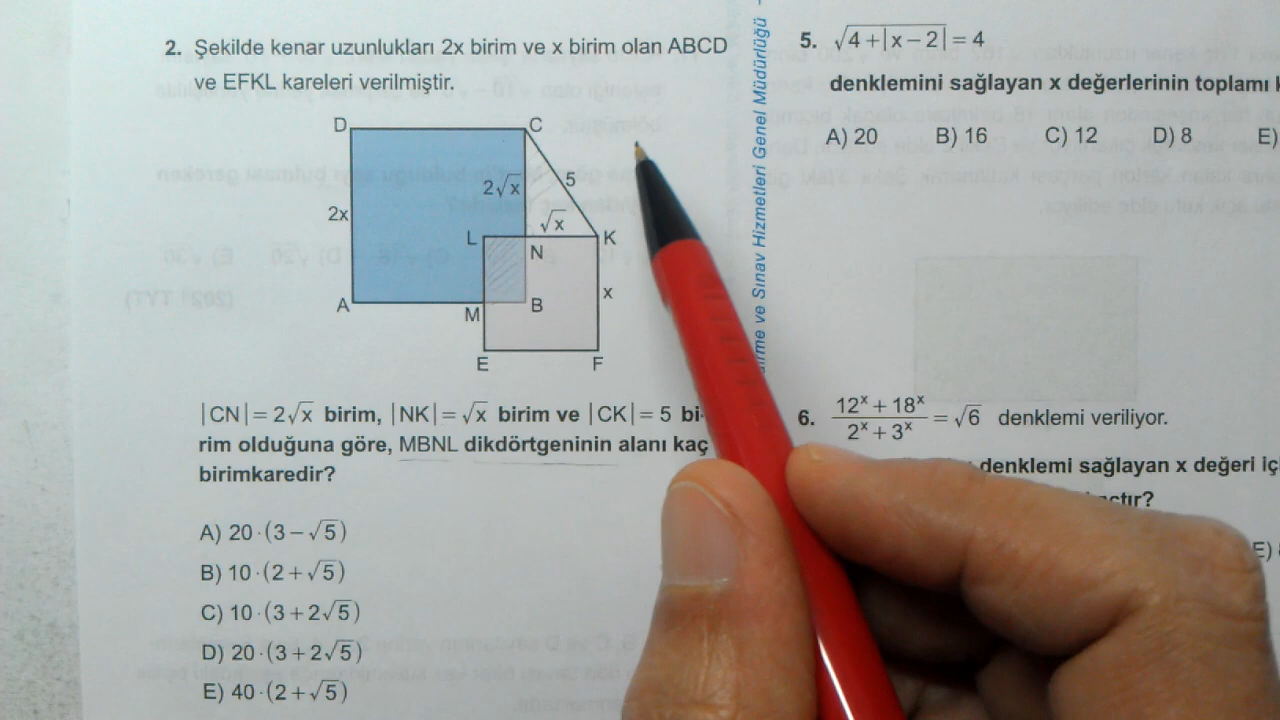 2. Şekilde kenar uzunlukları 2x birim ve x birim olan ABCD
ve EFKL kareleri verilmiştir.
D
C
2√x
5
2x
√x
L
K
N
x
A
M
B
E
F
|CN| = 2√x birim, |NK| = √x birim ve |CK| = 5 bi-
rim olduğuna göre, MBNL dikdörtgeninin alanı kaç
birimkaredir?
A) 20·(3−√5)
B) 10·(2+√5)
C) 10·(3+2√5)
D) 20·(3+2√5)
E) 40·(2+√5)
ve Sınav Hizmetleri Genel Müdürlüğü
5. √(4+|x−2|) = 4
denklemini sağlayan x değerlerinin toplamı
A) 20 B) 16 C) 12 D) 8 E)
6. (12ˣ + 18ˣ)/(2ˣ + 3ˣ) = √6 denklemi veriliyor.
denklemi sağlayan x değeri
E)